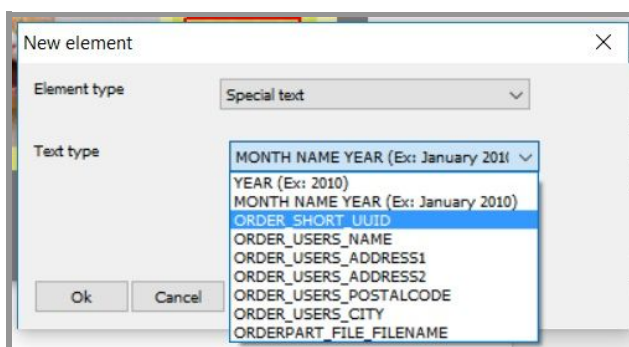 New element
Element type
Special text
Text type
MONTH NAME YEAR (Ex: January 201
YEAR (Ex: 2010)
MONTH NAME YEAR (Ex: January 2010)
ORDER_SHORT_UUID
ORDER_USERS_NAME
ORDER_USERS_ADDRESS1
ORDER_USERS_ADDRESS2
ORDER_USERS_POSTALCODE
ORDER_USERS_CITY
ORDERPART_FILE_FILENAME
Ok
Cancel